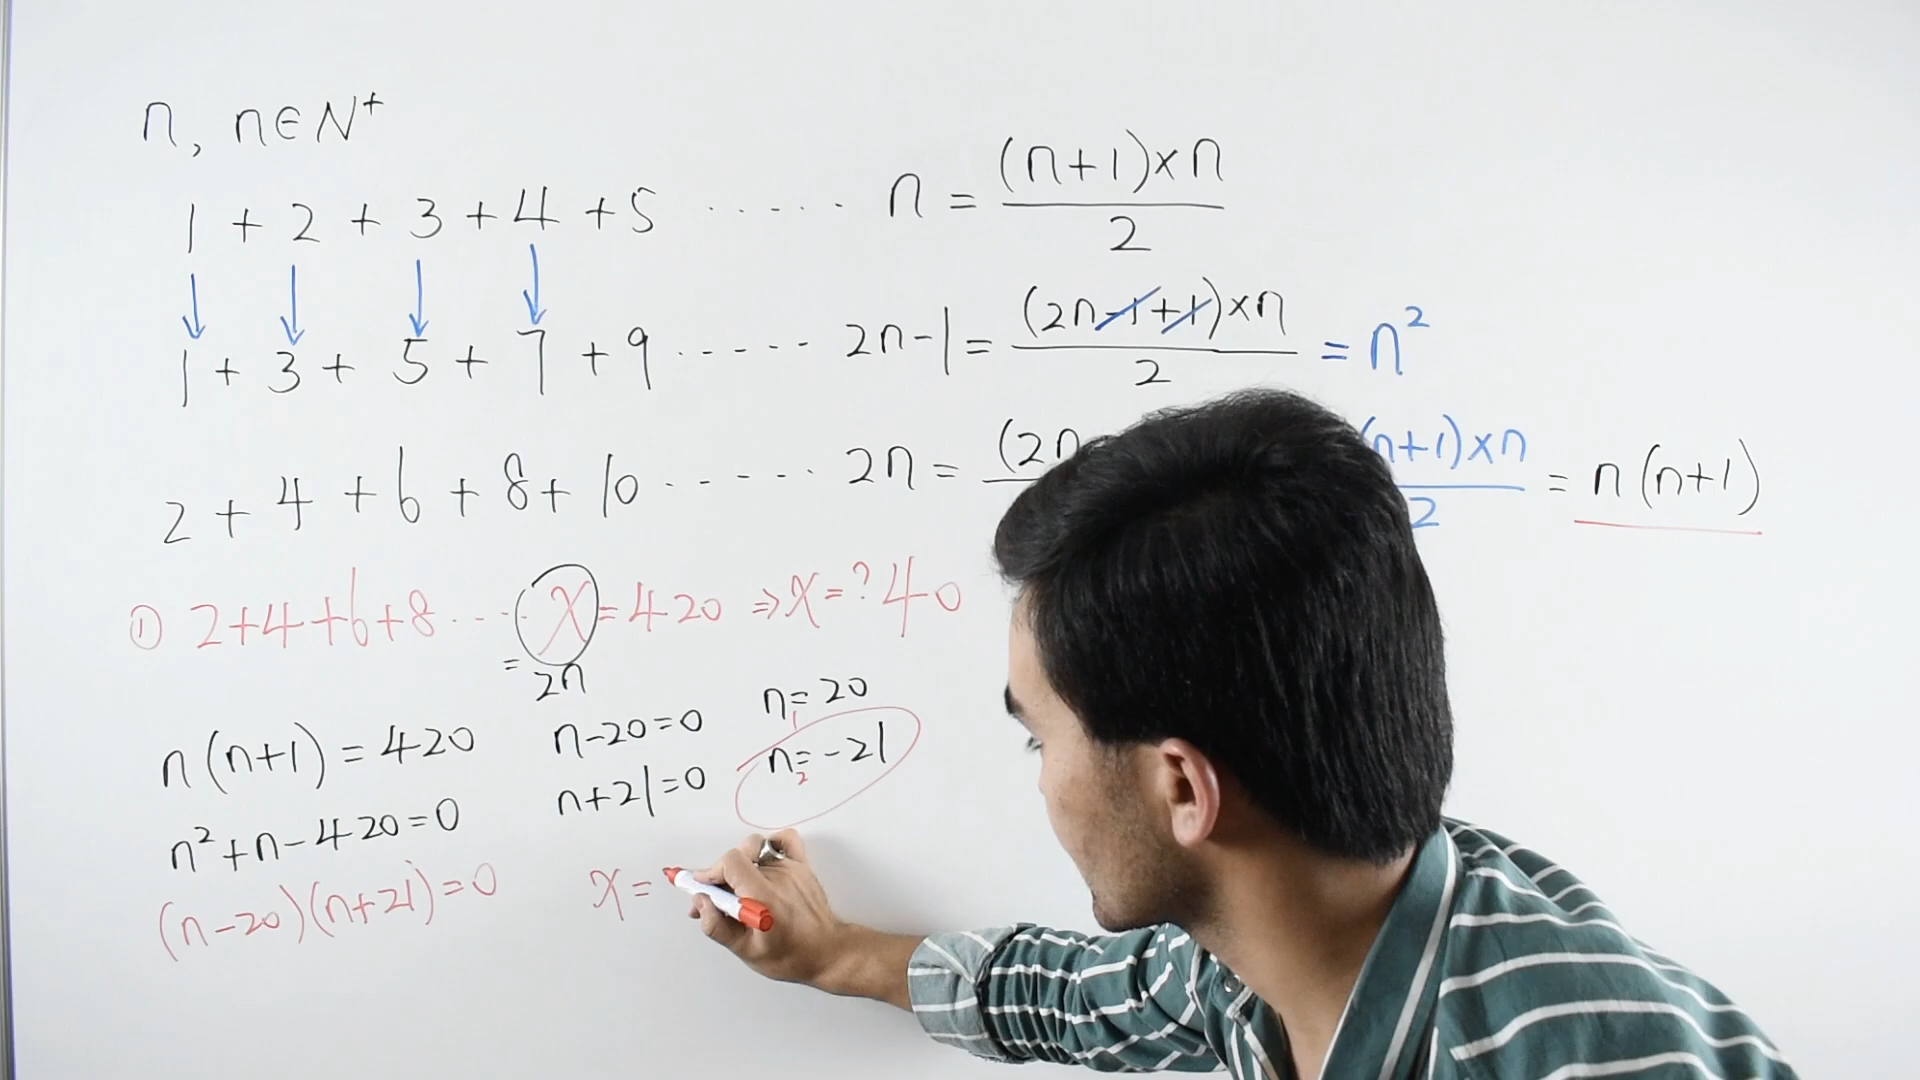 n, n∈N⁺
1 + 2 + 3 + 4 + 5 ..... n = (n+1)×n / 2
1 + 3 + 5 + 7 + 9 ..... 2n-1 = (2n-1+1)×n / 2 = n²
2 + 4 + 6 + 8 + 10 ..... 2n = (2n (n+1)×n / 2 = n(n+1)
① 2+4+6+8 .... x = 420 ⇒ x = ? 40
= 2n
n(n+1) = 420 n-20=0 n₁=20
n²+n-420=0 n+21=0 n₂=-21
(n-20)(n+21)=0 x =